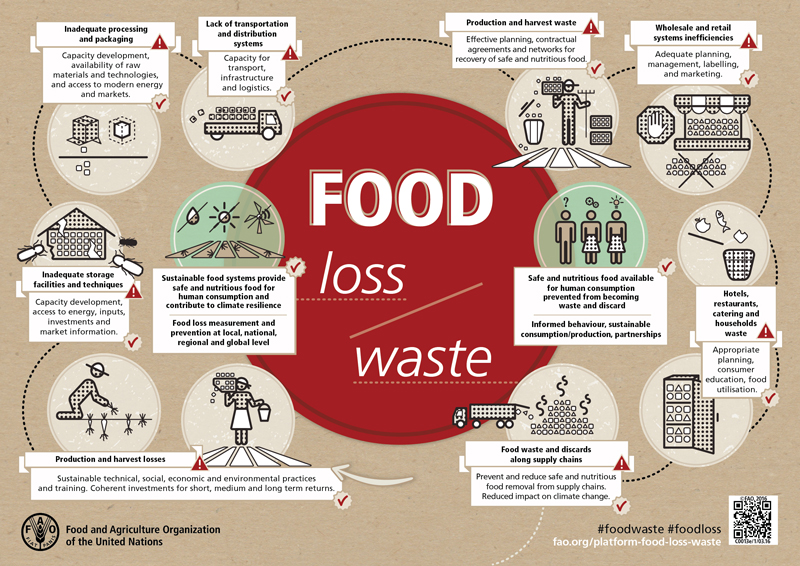 Inadequate processing
and packaging
Capacity development,
availability of raw
materials and technologies,
and access to modern energy
and markets.
Lack of transportation
and distribution
systems
Capacity for
transport,
infrastructure
and logistics.
Production and harvest waste
Effective planning, contractual
agreements and networks for
recovery of safe and nutritious food.
Wholesale and retail
systems inefficiencies
Adequate planning,
management, labelling,
and marketing.
FOOD
loss
waste
Inadequate storage
facilities and techniques
Capacity development,
access to energy, inputs,
investments and
market information.
Sustainable food systems provide
safe and nutritious food for
human consumption and
contribute to climate resilience
Food loss measurement and
prevention at local, national,
regional and global level
?
Safe and nutritious food available
for human consumption
prevented from becoming
waste and discard
Informed behaviour, sustainable
consumption/production, partnerships
Hotels,
restaurants,
catering and
households
waste
Appropriate
planning,
consumer
education, food
utilisation.
Production and harvest losses
Sustainable technical, social, economic and environmental practices
and training. Coherent investments for short, medium and long term returns.
Food waste and discards
along supply chains
Prevent and reduce safe and nutritious
food removal from supply chains.
Reduced impact on climate change.
F A O
FIAT PANIS
Food and Agriculture Organization
of the United Nations
#foodwaste #foodloss
fao.org/platform-food-loss-waste
©FAO, 2016
C0013e/1/03.16